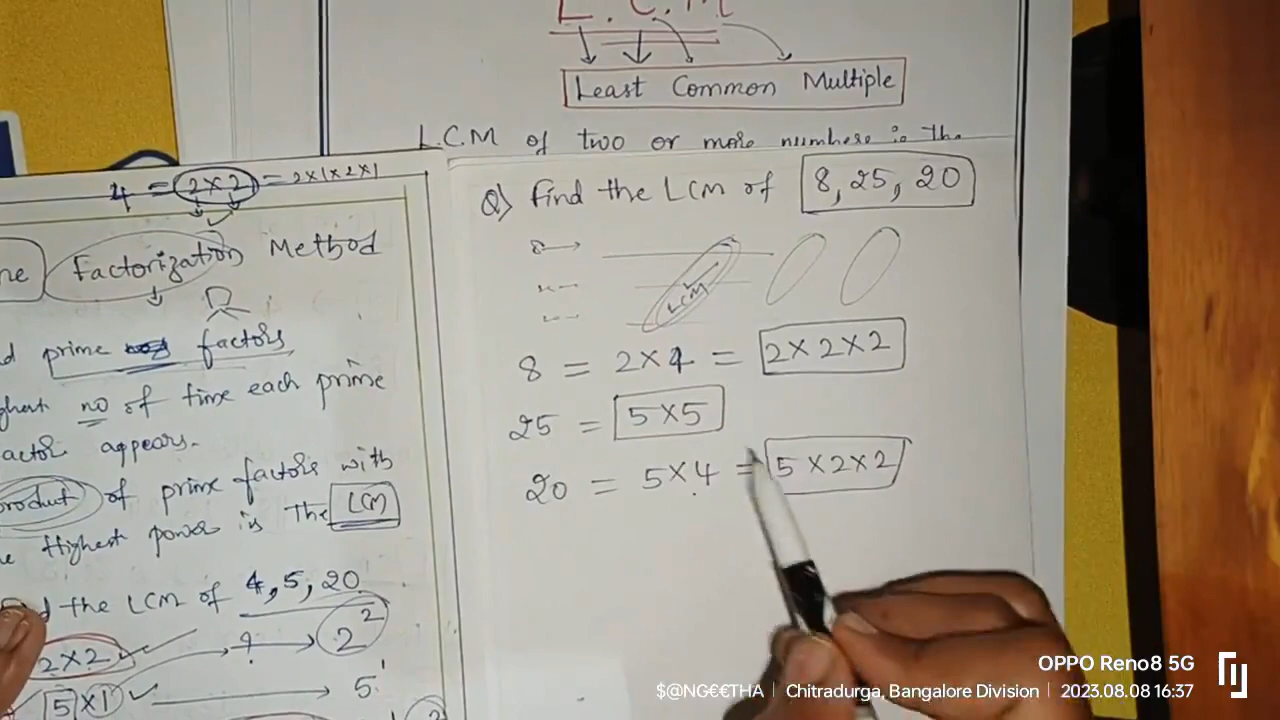 L.C.M
Least Common Multiple
L.C.M of two or more numbers is the
4 = 2×2 = 2×1×2×1
Factorization Method
prime factors
no of time each prime
appears.
product of prime factors with
Highest power is the LCM
the LCM of 4, 5, 20
2×2 → 2²
5×1 → 5¹
Q) Find the LCM of 8, 25, 20
8 →
LCM
8 = 2×4 = 2×2×2
25 = 5×5
20 = 5×4 = 5×2×2
OPPO Reno8 5G
$@NG€€THA | Chitradurga, Bangalore Division | 2023.08.08 16:37